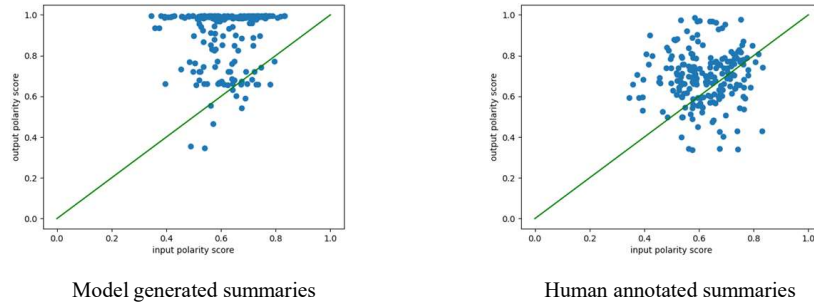 1.0
0.8
0.6
0.4
0.2
0.0
output polarity score
0.0 0.2 0.4 0.6 0.8 1.0
input polarity score
Model generated summaries
1.0
0.8
0.6
0.4
0.2
0.0
output polarity score
0.0 0.2 0.4 0.6 0.8 1.0
input polarity score
Human annotated summaries